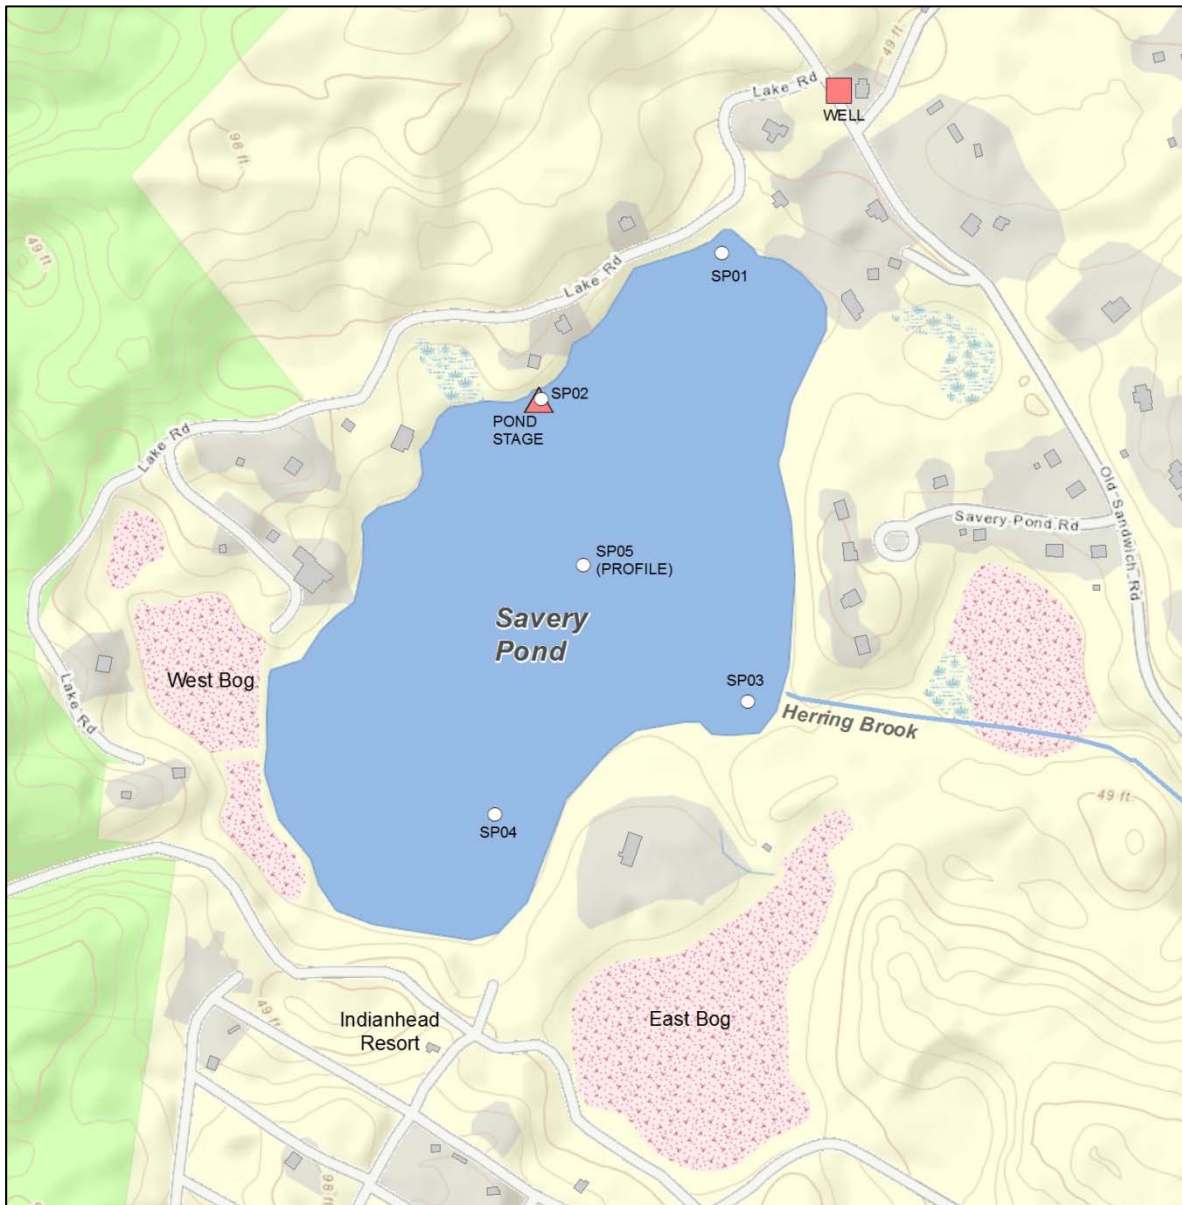 49 ft.
Lake Rd
WELL
98 ft.
49 ft.
SP01
Lake Rd
SP02
POND
STAGE
Lake Rd
Old Sandwich Rd
Savery Pond Rd
SP05
(PROFILE)
Savery
Pond
West Bog
SP03
Lake Rd
Herring Brook
49 ft.
SP04
49 ft.
Indianhead
Resort
East Bog
98 ft.